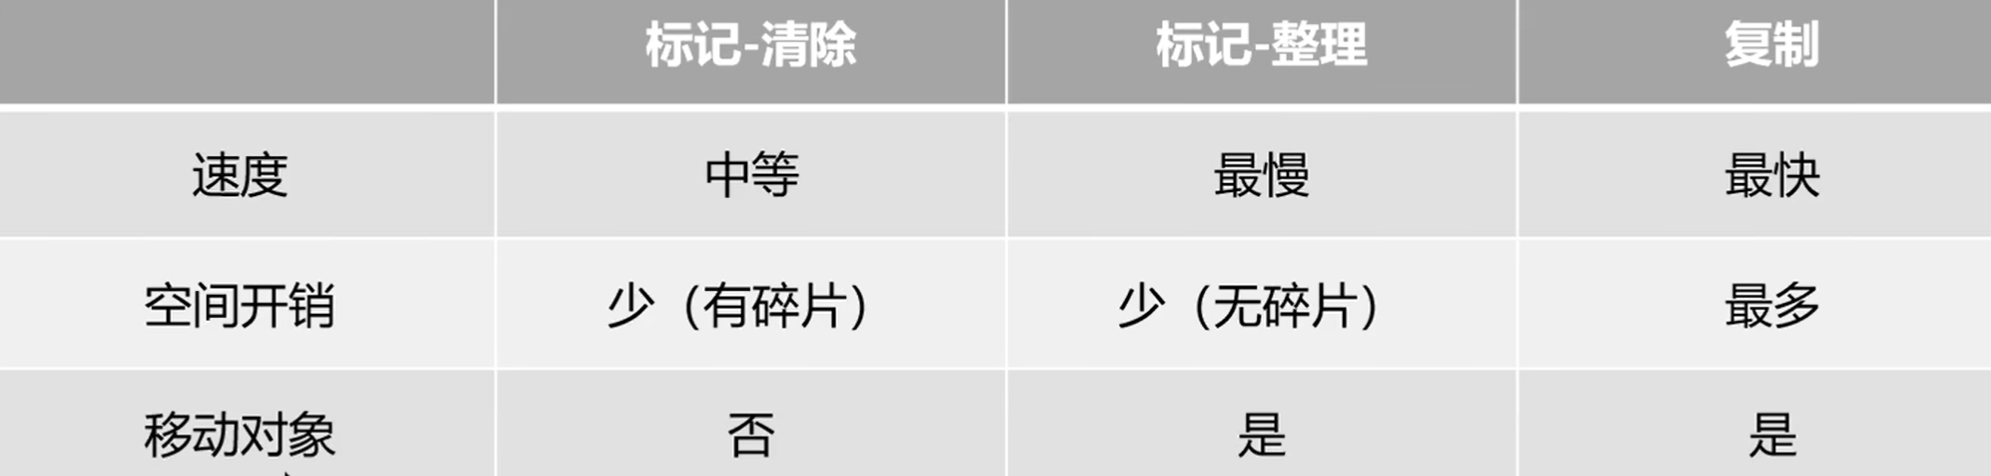 标记-清除 标记-整理 复制
速度 中等 最慢 最快
空间开销 少（有碎片） 少（无碎片） 最多
移动对象 否 是 是